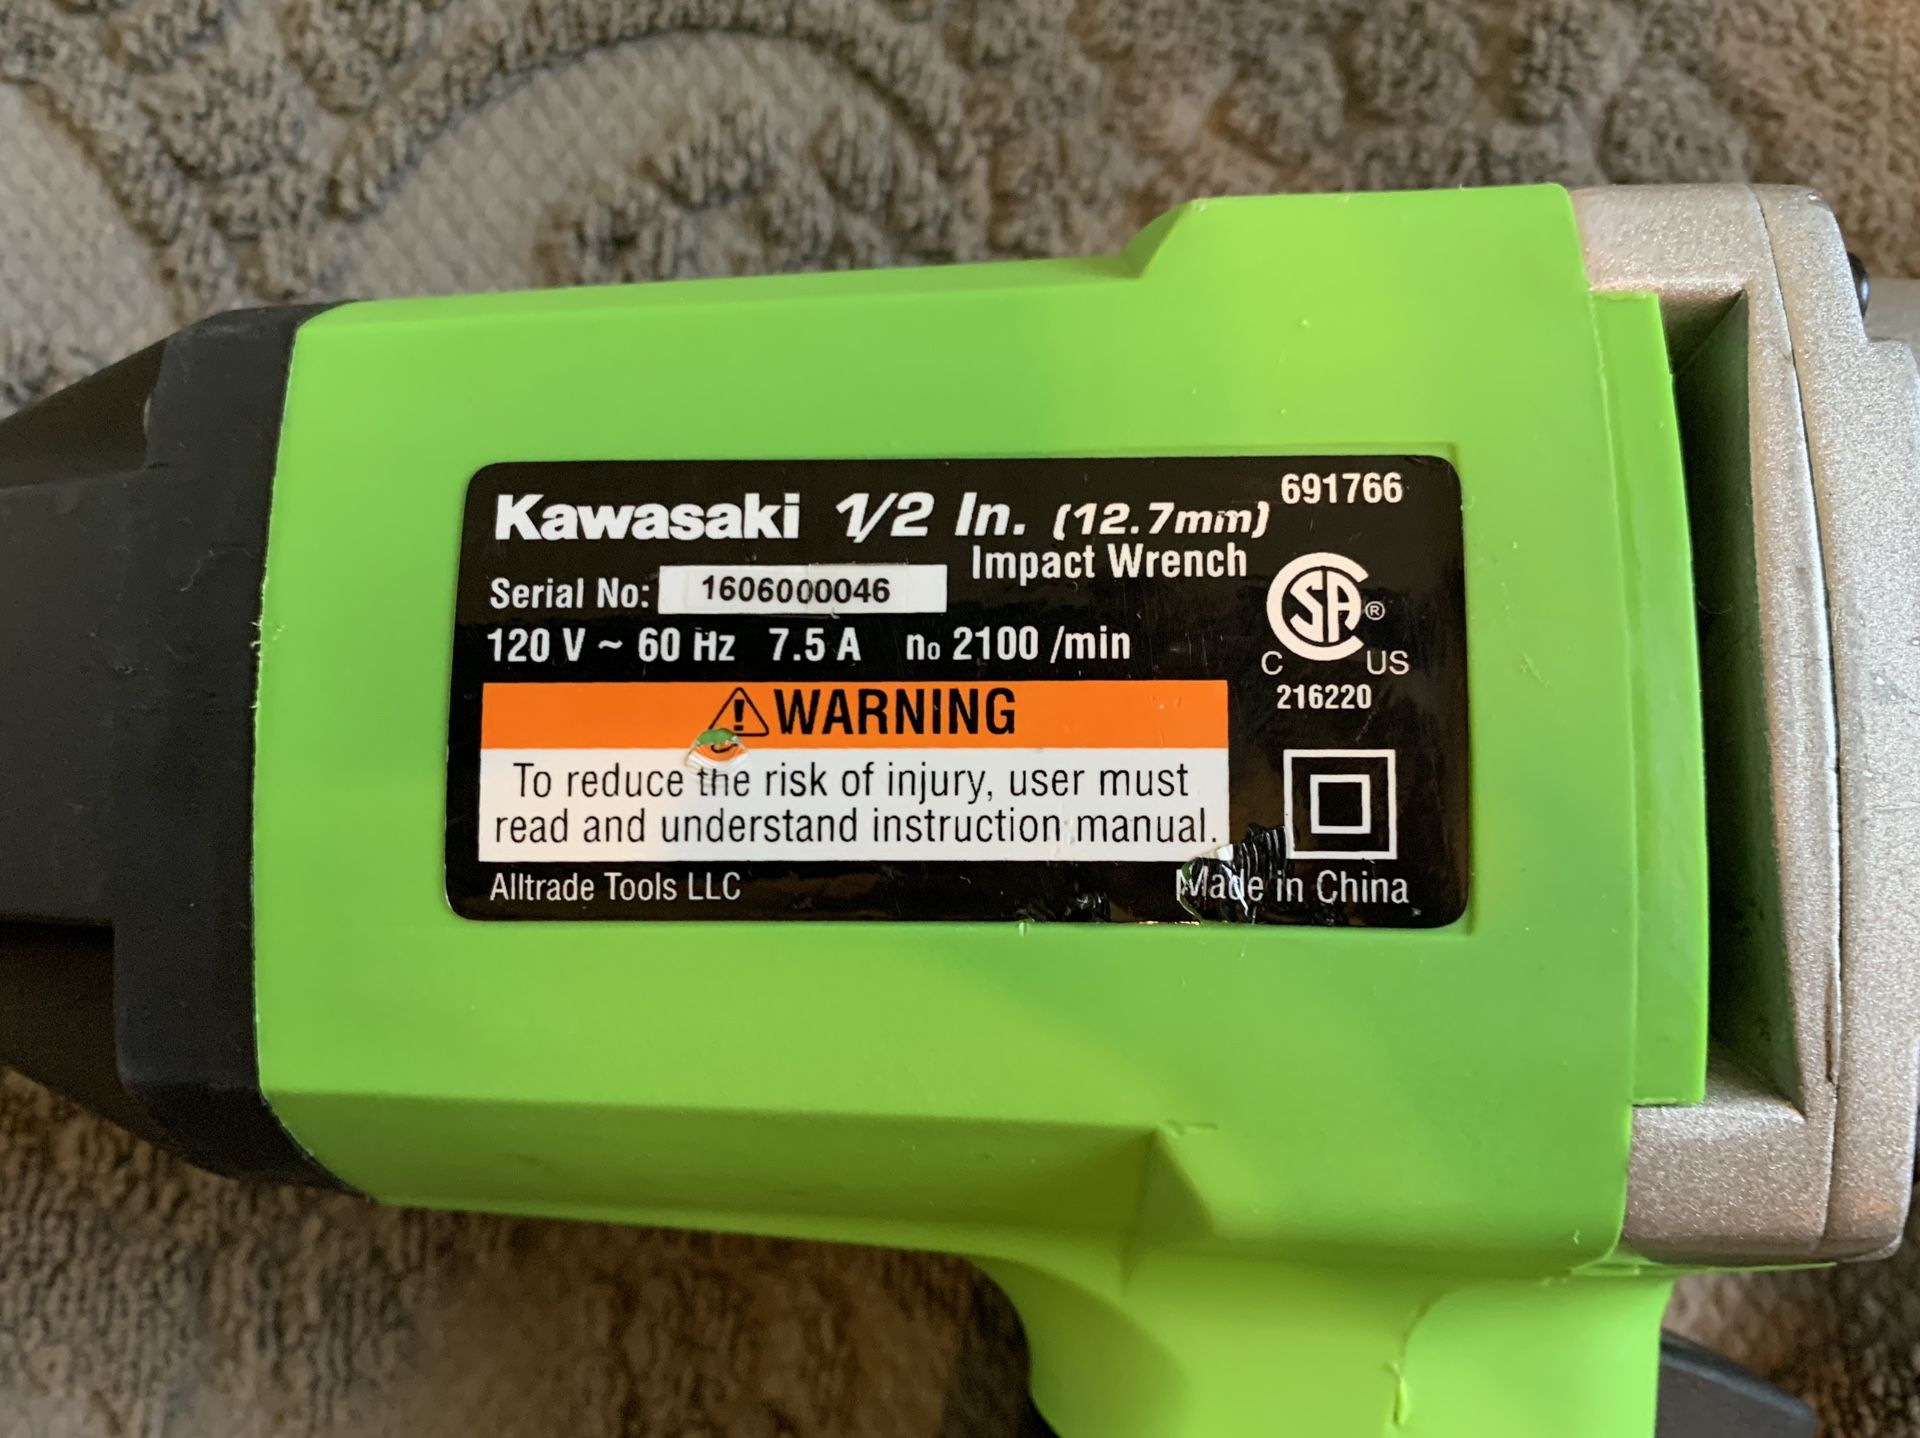 Kawasaki 1/2 In. (12.7mm) 691766
Impact Wrench
Serial No: 1606000046
120 V ~ 60 Hz 7.5 A no 2100 /min
CSA ®
C US
216220
WARNING
To reduce the risk of injury, user must
read and understand instruction manual.
Alltrade Tools LLC Made in China